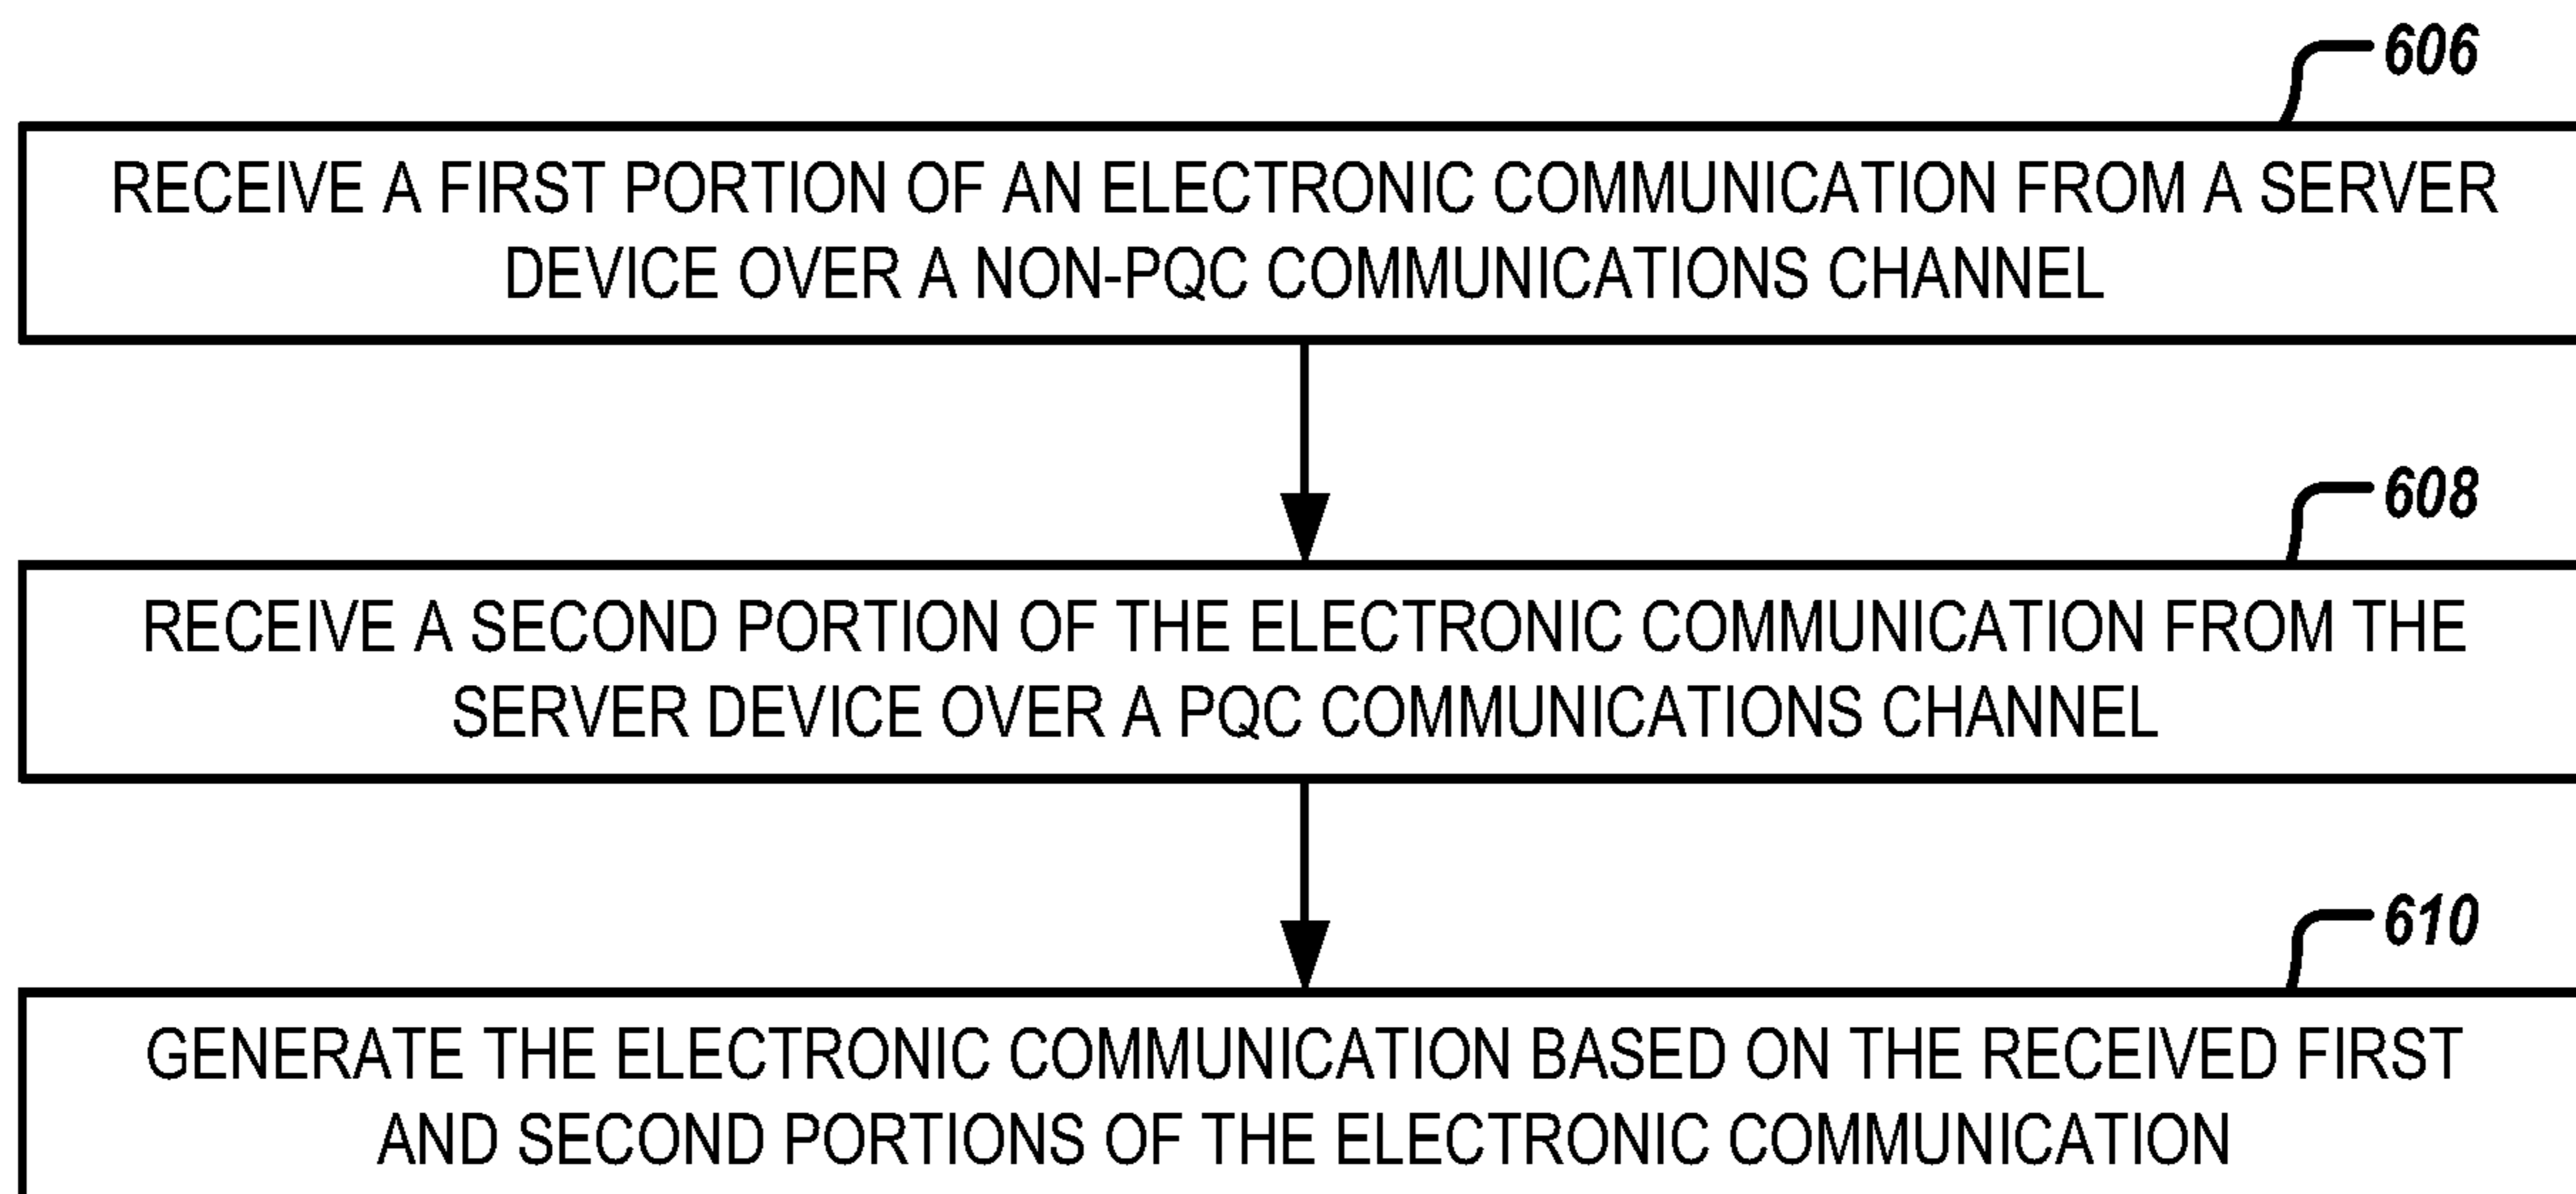 606
RECEIVE A FIRST PORTION OF AN ELECTRONIC COMMUNICATION FROM A SERVER
DEVICE OVER A NON-PQC COMMUNICATIONS CHANNEL
608
RECEIVE A SECOND PORTION OF THE ELECTRONIC COMMUNICATION FROM THE
SERVER DEVICE OVER A PQC COMMUNICATIONS CHANNEL
610
GENERATE THE ELECTRONIC COMMUNICATION BASED ON THE RECEIVED FIRST
AND SECOND PORTIONS OF THE ELECTRONIC COMMUNICATION